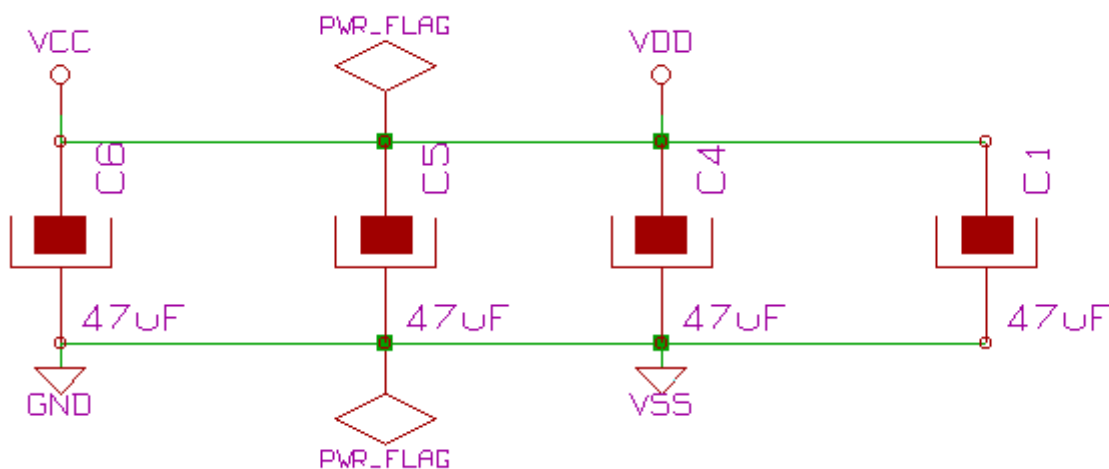 PWR_FLAG
VCC
VDD
C6
C5
C4
C1
47uF
47uF
47uF
47uF
GND
VSS
PWR_FLAG